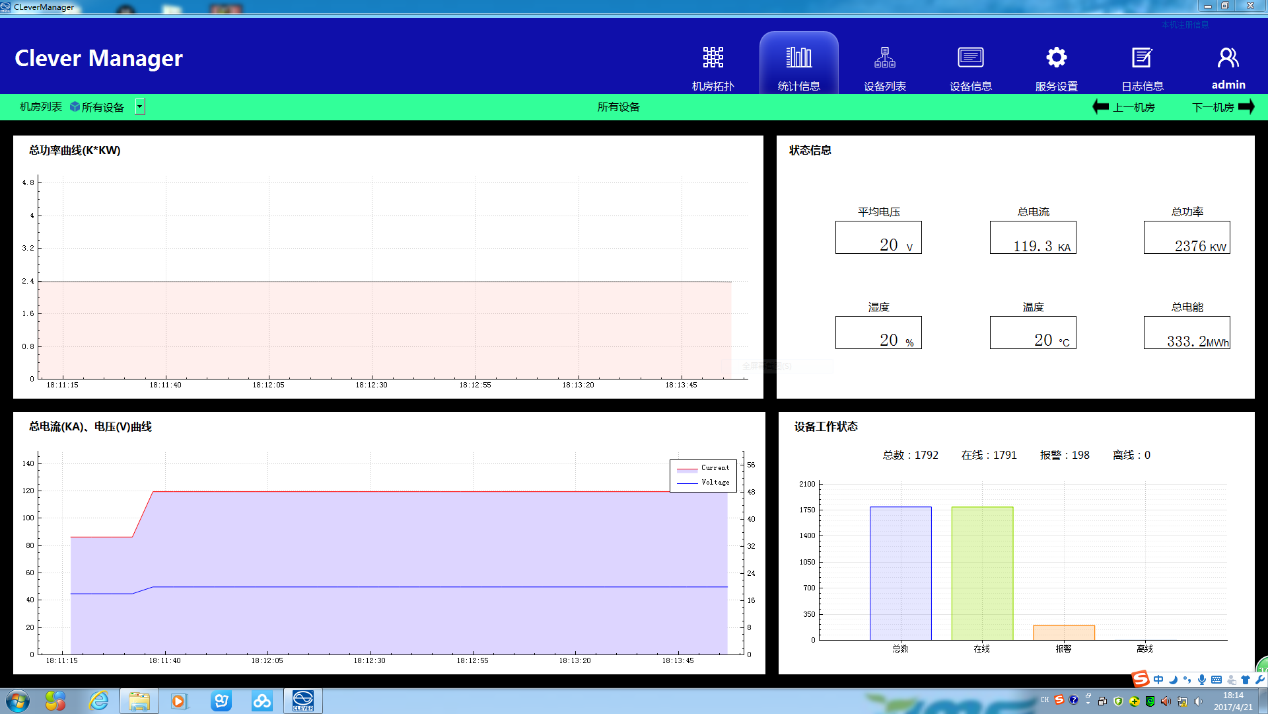 CLeverManager
本机注册信息
Clever Manager
机房拓扑
统计信息
设备列表
设备信息
服务设置
日志信息
admin
机房列表 所有设备
所有设备
上一机房
下一机房
总功率曲线(K*KW)
4.8
4
3.2
2.4
1.6
0.8
0
18:11:15 18:11:40 18:12:05 18:12:30 18:12:55 18:13:20 18:13:45
状态信息
平均电压 总电流 总功率
20 V 119.3 KA 2376 KW
湿度 温度 总电能
20 % 20 ℃ 333.2MWh
总电流(KA)、电压(V)曲线
140
120
100
80
60
40
20
0
Current
Voltage
56
48
40
32
24
16
8
0
18:11:15 18:11:40 18:12:05 18:12:30 18:12:55 18:13:20 18:13:45
设备工作状态
总数：1792 在线：1791 报警：198 离线：0
2100
1750
1400
1050
700
350
0
总数 在线 报警 离线
中
CH
18:14
2017/4/21